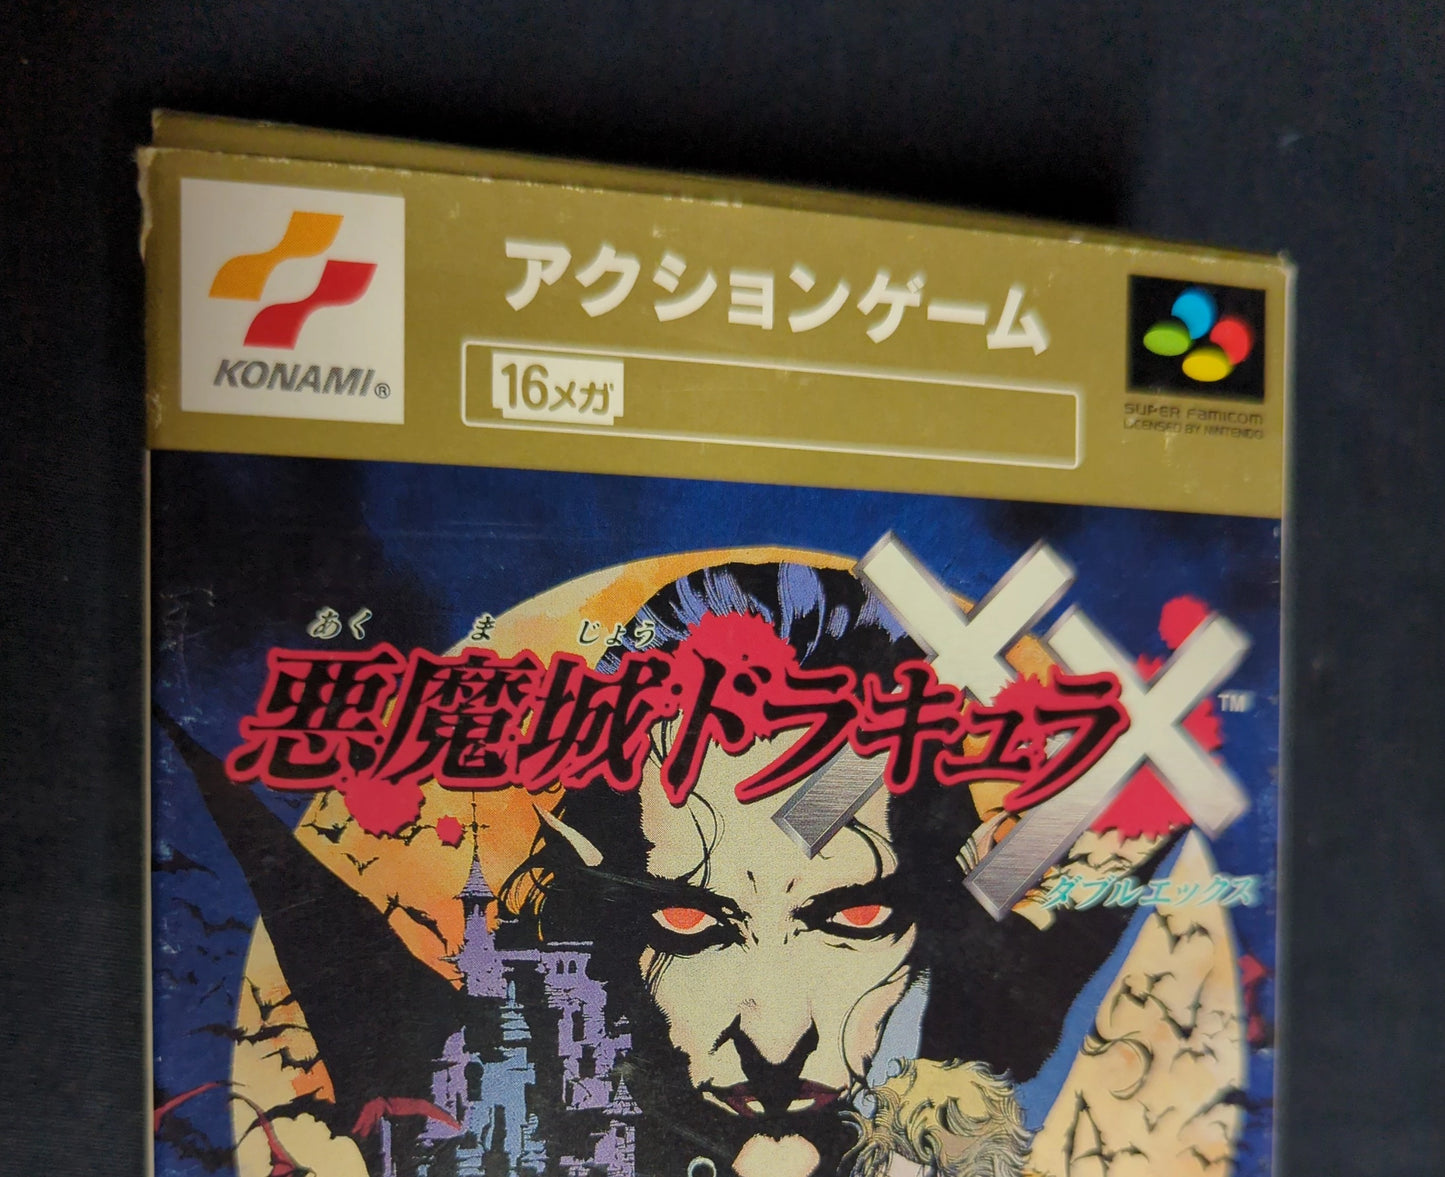 アクションゲーム
KONAMI®
16メガ
SUPER FAMICOM
LICENSED BY NINTENDO
XX
あく ま じょう
悪魔城ドラキュラ
TM
ダブルエックス